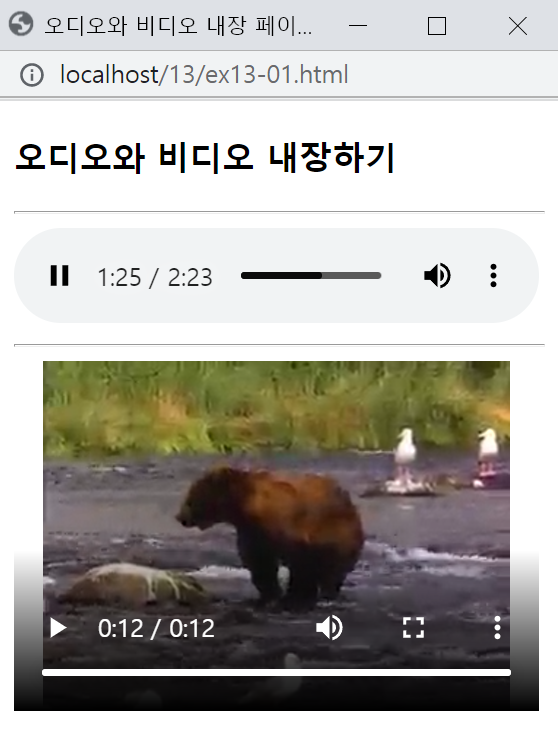 오디오와 비디오 내장 페이...
localhost/13/ex13-01.html
오디오와 비디오 내장하기
1:25 / 2:23
0:12 / 0:12